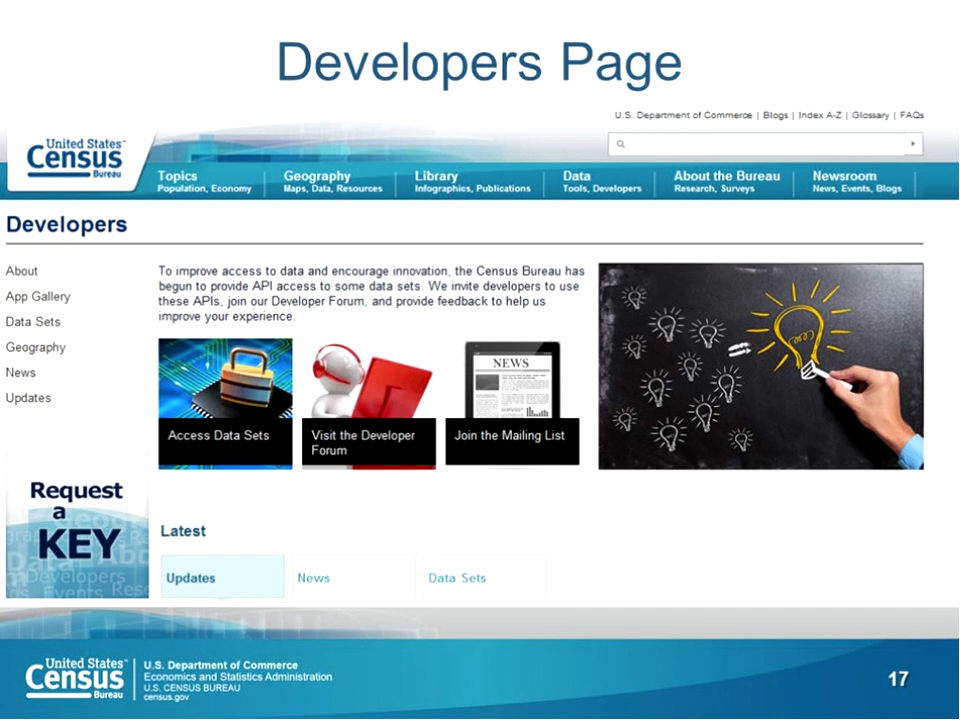 Developers Page
U.S. Department of Commerce | Blogs | Index A-Z | Glossary | FAQs
United States™
Census
Bureau
Topics
Population, Economy
Geography
Maps, Data, Resources
Library
Infographics, Publications
Data
Tools, Developers
About the Bureau
Research, Surveys
Newsroom
News, Events, Blogs
Developers
About
App Gallery
Data Sets
Geography
News
Updates
To improve access to data and encourage innovation, the Census Bureau has
begun to provide API access to some data sets. We invite developers to use
these APIs, join our Developer Forum, and provide feedback to help us
improve your experience.
NEWS
Access Data Sets
Visit the Developer
Forum
Join the Mailing List
Request
a
KEY
Data
Developers
Events
Latest
Updates
News
Data Sets
United States™
Census
Bureau
U.S. Department of Commerce
Economics and Statistics Administration
U.S. CENSUS BUREAU
census.gov
17